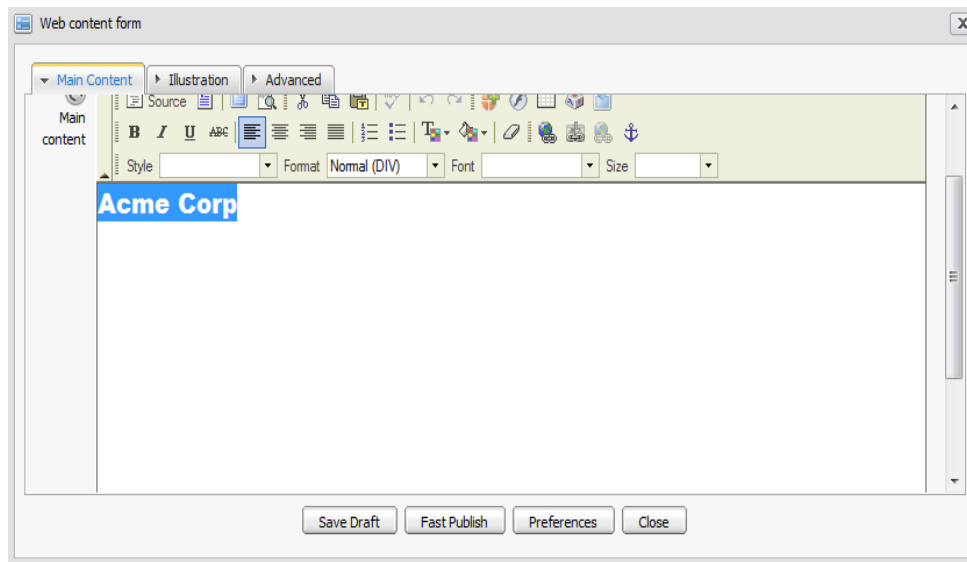 Web content form
X
Main Content Illustration Advanced
Source
Main
content
B I U ABC T
Style Format Normal (DIV) Font Size
Acme Corp
Save Draft Fast Publish Preferences Close